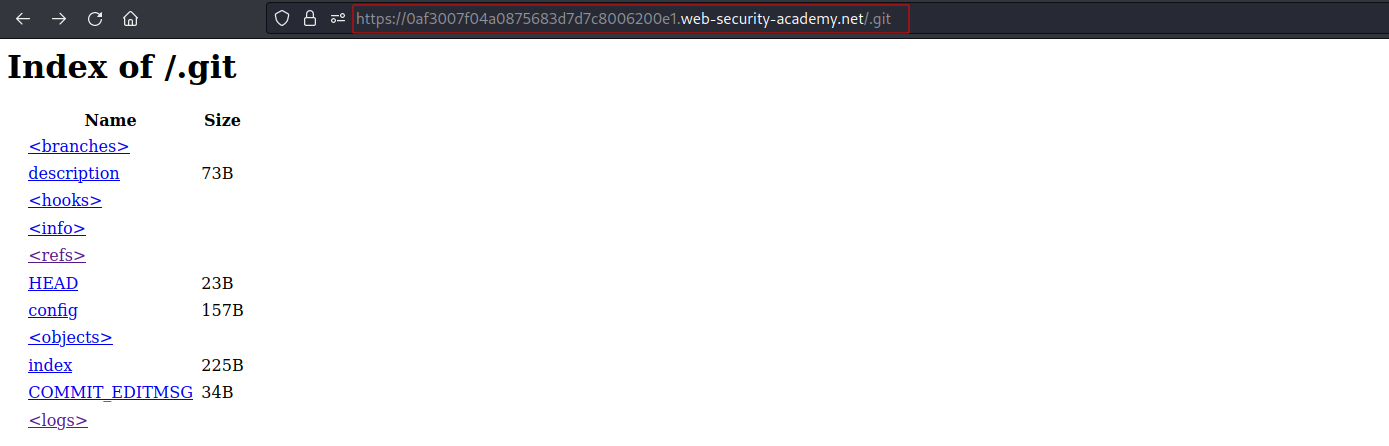 https://0af3007f04a0875683d7d7c8006200e1.web-security-academy.net/.git
Index of /.git
Name Size
<branches>
description 73B
<hooks>
<info>
<refs>
HEAD 23B
config 157B
<objects>
index 225B
COMMIT_EDITMSG 34B
<logs>